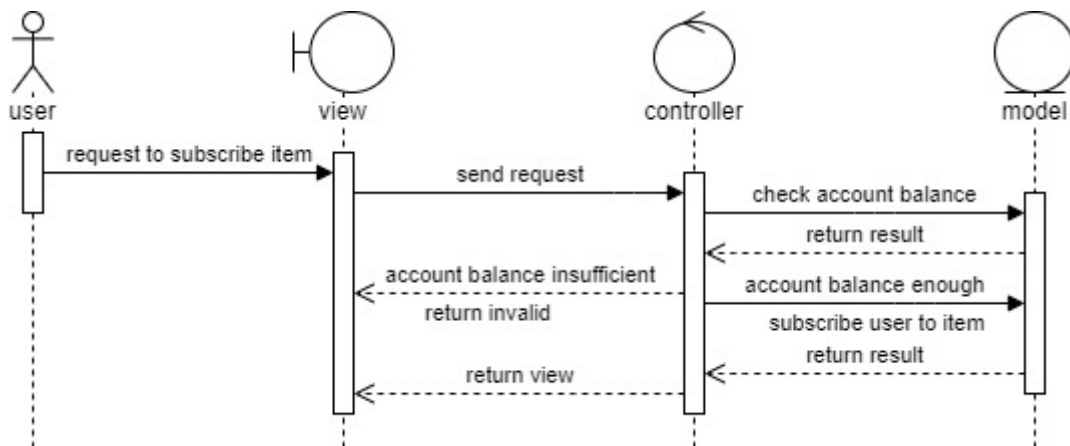 user
view
controller
model
request to subscribe item
send request
check account balance
return result
account balance insufficient
return invalid
account balance enough
subscribe user to item
return result
return view